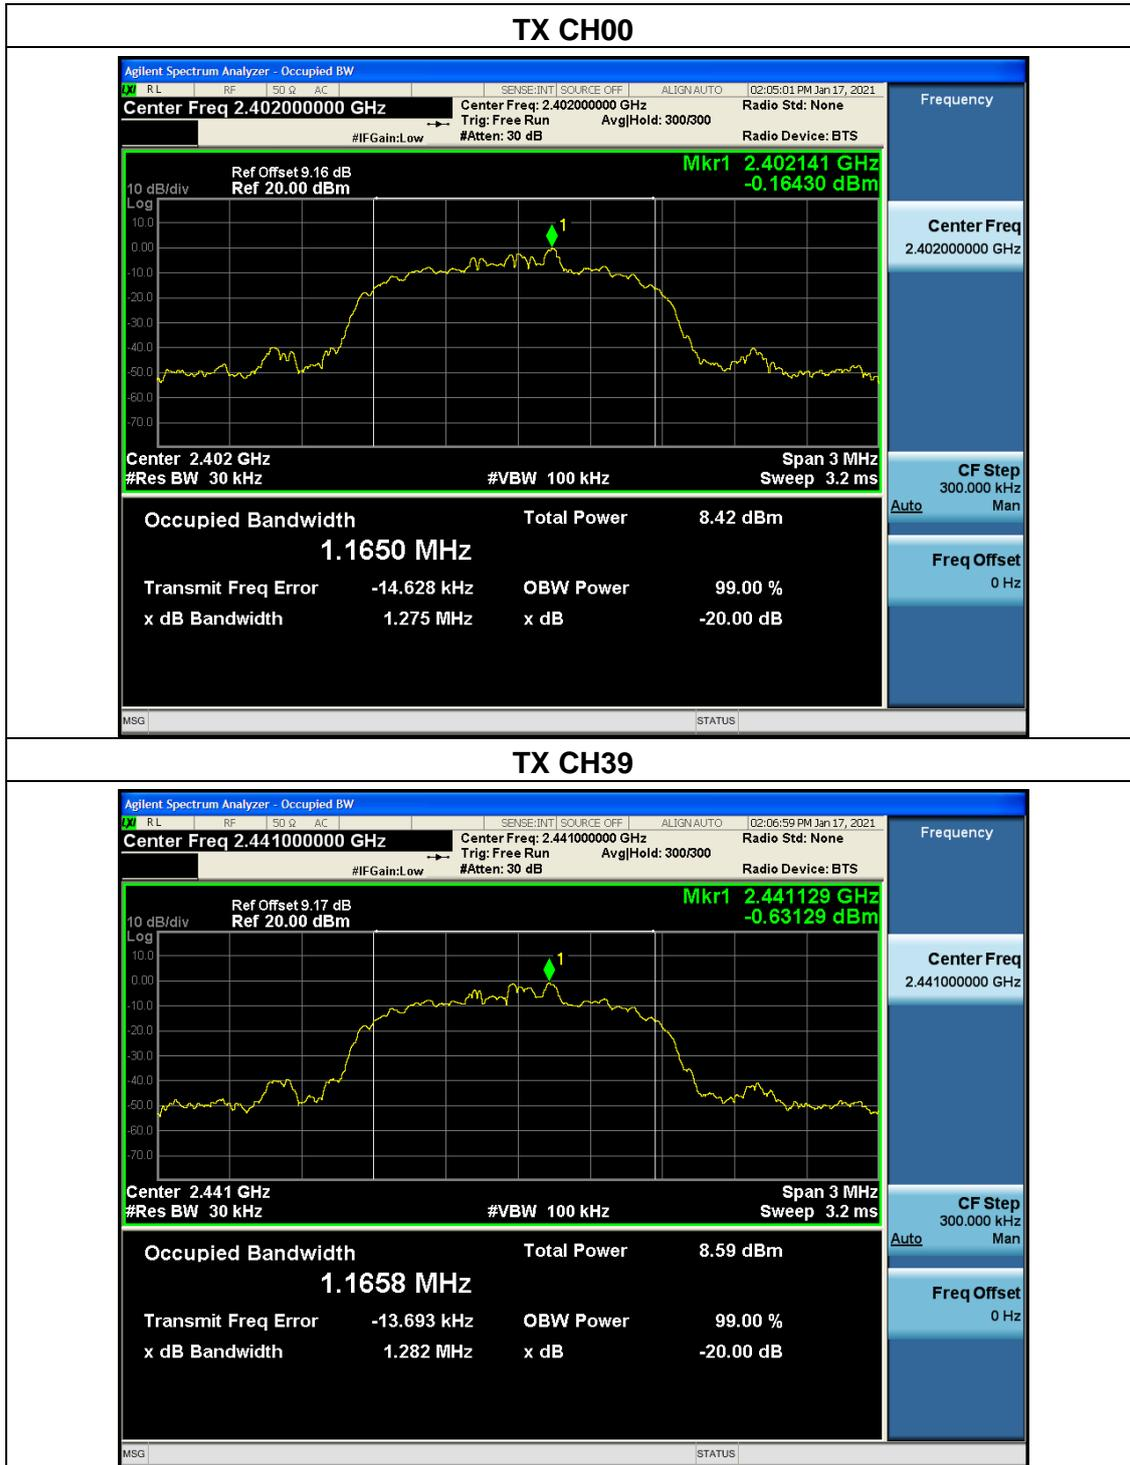 TX CH00
Agilent Spectrum Analyzer - Occupied BW
LXI RL RF 50 Ω AC SENSE:INT SOURCE OFF ALIGN AUTO 02:05:01 PM Jan 17, 2021
Center Freq 2.402000000 GHz
Center Freq: 2.402000000 GHz
Radio Std: None
Trig: Free Run Avg|Hold: 300/300
#IFGain:Low
#Atten: 30 dB
Radio Device: BTS
Mkr1 2.402141 GHz
-0.16430 dBm
Ref Offset 9.16 dB
10 dB/div Ref 20.00 dBm
Log
10.0
1
0.00
-10.0
-20.0
-30.0
-40.0
-50.0
-60.0
-70.0
Center 2.402 GHz Span 3 MHz
#Res BW 30 kHz #VBW 100 kHz Sweep 3.2 ms
Occupied Bandwidth Total Power 8.42 dBm
1.1650 MHz
Transmit Freq Error -14.628 kHz OBW Power 99.00 %
x dB Bandwidth 1.275 MHz x dB -20.00 dB
MSG STATUS
Frequency
Center Freq
2.402000000 GHz
CF Step
300.000 kHz
Auto Man
Freq Offset
0 Hz
TX CH39
Agilent Spectrum Analyzer - Occupied BW
LXI RL RF 50 Ω AC SENSE:INT SOURCE OFF ALIGN AUTO 02:06:59 PM Jan 17, 2021
Center Freq 2.441000000 GHz
Center Freq: 2.441000000 GHz
Radio Std: None
Trig: Free Run Avg|Hold: 300/300
#IFGain:Low
#Atten: 30 dB
Radio Device: BTS
Mkr1 2.441129 GHz
-0.63129 dBm
Ref Offset 9.17 dB
10 dB/div Ref 20.00 dBm
Log
10.0
1
0.00
-10.0
-20.0
-30.0
-40.0
-50.0
-60.0
-70.0
Center 2.441 GHz Span 3 MHz
#Res BW 30 kHz #VBW 100 kHz Sweep 3.2 ms
Occupied Bandwidth Total Power 8.59 dBm
1.1658 MHz
Transmit Freq Error -13.693 kHz OBW Power 99.00 %
x dB Bandwidth 1.282 MHz x dB -20.00 dB
MSG STATUS
Frequency
Center Freq
2.441000000 GHz
CF Step
300.000 kHz
Auto Man
Freq Offset
0 Hz